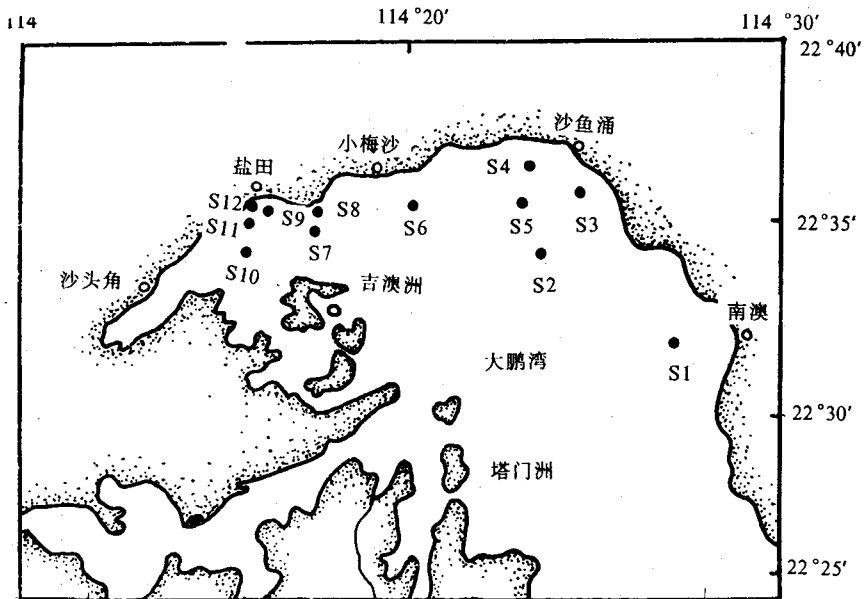 114
114 °20′
114 °30′
22 °40′
沙鱼涌
小梅沙
盐田
S4
S12
S9
S8
S6
S5
S3
S11
S7
22 °35′
S10
S2
沙头角
吉澳洲
南澳
大鹏湾
S1
22 °30′
塔门洲
22 °25′